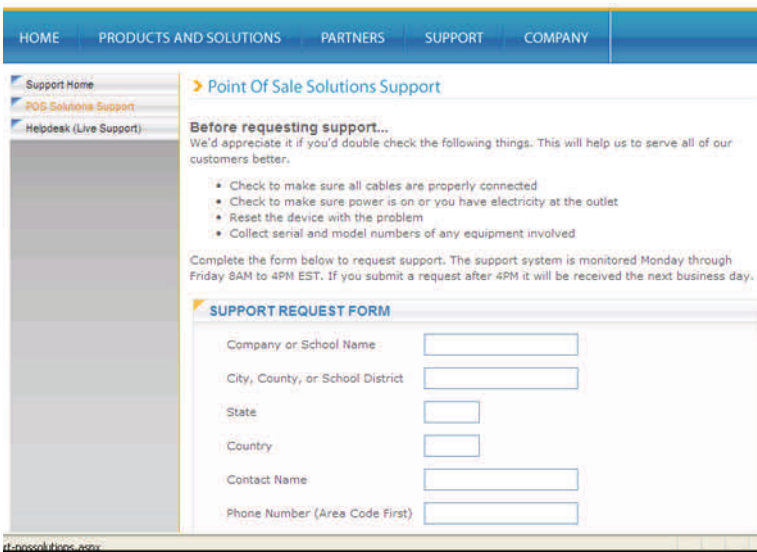 HOME PRODUCTS AND SOLUTIONS PARTNERS SUPPORT COMPANY
Support Home
POS Solutions Support
Helpdesk (Live Support)
Point Of Sale Solutions Support
Before requesting support...
We'd appreciate it if you'd double check the following things. This will help us to serve all of our
customers better.
• Check to make sure all cables are properly connected
• Check to make sure power is on or you have electricity at the outlet
• Reset the device with the problem
• Collect serial and model numbers of any equipment involved
Complete the form below to request support. The support system is monitored Monday through
Friday 8AM to 4PM EST. If you submit a request after 4PM it will be received the next business day.
SUPPORT REQUEST FORM
Company or School Name
City, County, or School District
State
Country
Contact Name
Phone Number (Area Code First)
rt-possolutions.aspx